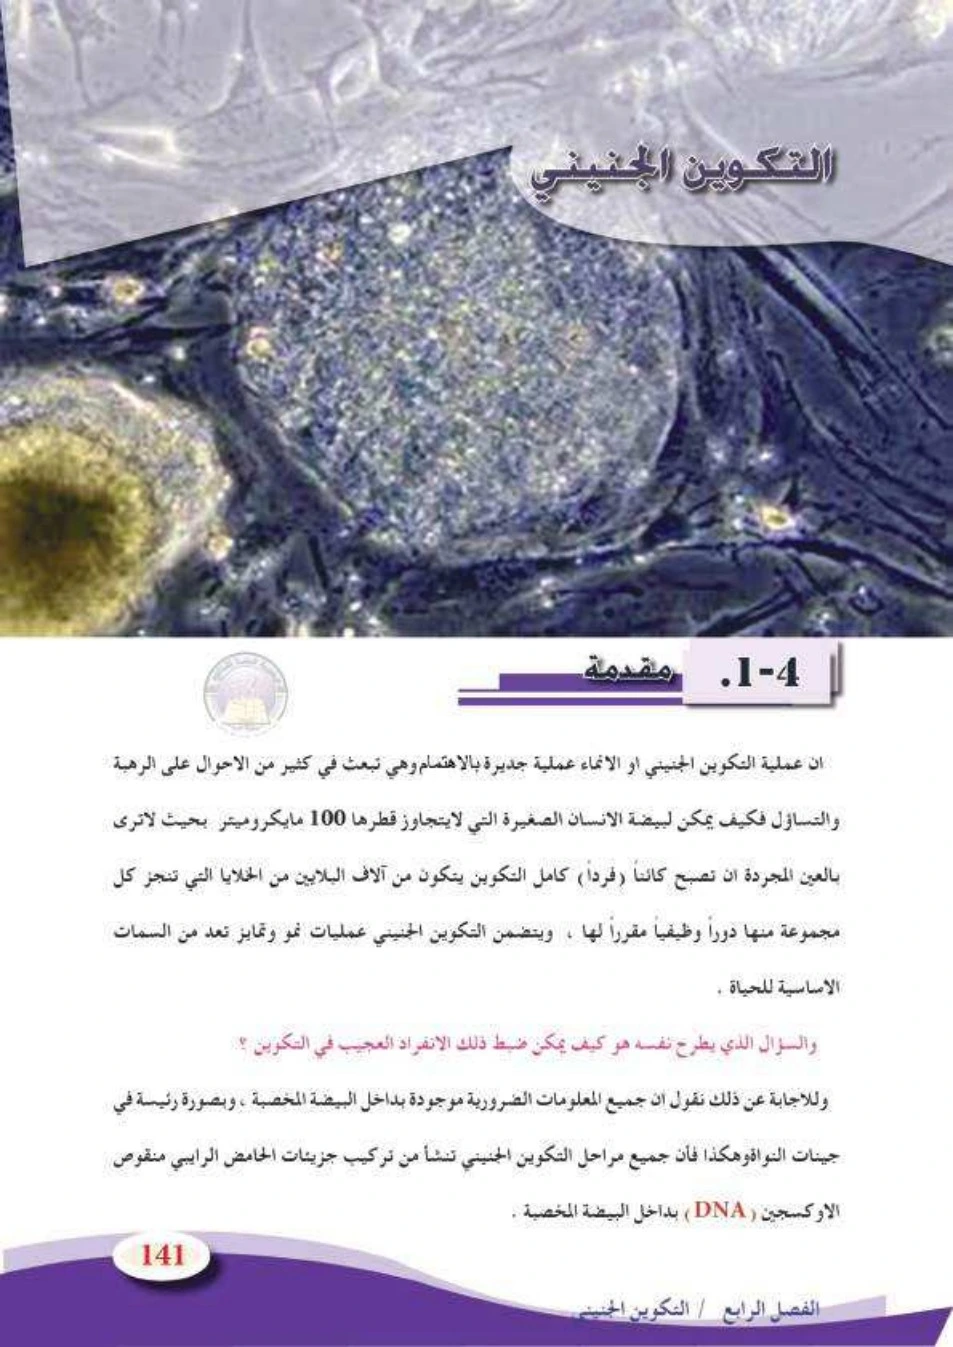 التكوين الجنيني
4-1. مقدمة
ان عملية التكوين الجنيني او الانماء عملية جديرة بالاهتمام وهي تبعث في كثير من الاحوال على الرهبة
والتساؤل فكيف يمكن لبيضة الانسان الصغيرة التي لايتجاوز قطرها 100 مايكروميتر بحيث لاترى
بالعين المجردة ان تصبح كائناً (فرداً) كامل التكوين يتكون من آلاف البلايين من الخلايا التي تنجز كل
مجموعة منها دوراً وظيفياً مقرراً لها ، ويتضمن التكوين الجنيني عمليات نمو وتمايز تعد من السمات
الاساسية للحياة .
والسؤال الذي يطرح نفسه هو كيف يمكن ضبط ذلك الانفراد العجيب في التكوين ؟
وللاجابة عن ذلك نقول ان جميع المعلومات الضرورية موجودة بداخل البيضة المخصبة ، وبصورة رئيسة في
جينات النواةوهكذا فأن جميع مراحل التكوين الجنيني تنشأ من تركيب جزيئات الحامض الرايبي منقوص
الاوكسجين (DNA) بداخل البيضة المخصبة .
141
الفصل الرابع / التكوين الجنيني